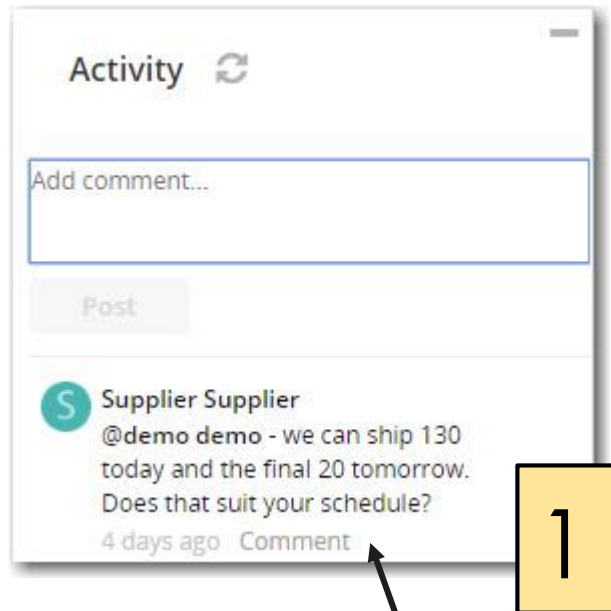 Activity
Add comment...
Post
S
Supplier Supplier
@demo demo - we can ship 130
today and the final 20 tomorrow.
Does that suit your schedule?
4 days ago Comment
1